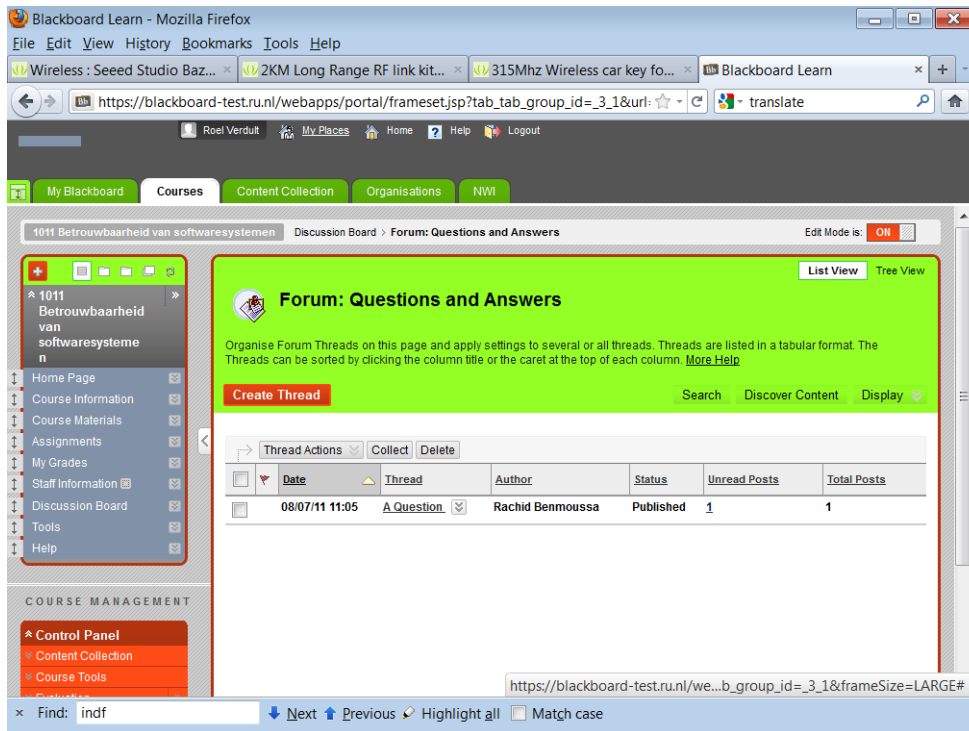 Blackboard Learn - Mozilla Firefox
File Edit View History Bookmarks Tools Help
Wireless : Seeed Studio Baz... × 2KM Long Range RF link kit... × 315Mhz Wireless car key fo... × Blackboard Learn × +
https://blackboard-test.ru.nl/webapps/portal/frameset.jsp?tab_tab_group_id=_3_1&url: translate
Roel Verdult My Places Home Help Logout
My Blackboard Courses Content Collection Organisations NWI
1011 Betrouwbaarheid van softwaresystemen Discussion Board > Forum: Questions and Answers Edit Mode is: ON
List View Tree View
1011
Betrouwbaarheid
van
softwaresysteme
n
Home Page
Course Information
Course Materials
Assignments
My Grades
Staff Information
Discussion Board
Tools
Help
COURSE MANAGEMENT
Control Panel
Content Collection
Course Tools
Evaluation
Forum: Questions and Answers
Organise Forum Threads on this page and apply settings to several or all threads. Threads are listed in a tabular format. The
Threads can be sorted by clicking the column title or the caret at the top of each column. More Help
Create Thread Search Discover Content Display
Thread Actions Collect Delete
Date Thread Author Status Unread Posts Total Posts
08/07/11 11:05 A Question Rachid Benmoussa Published 1 1
https://blackboard-test.ru.nl/we...b_group_id=_3_1&frameSize=LARGE#
× Find: indf Next Previous Highlight all Match case